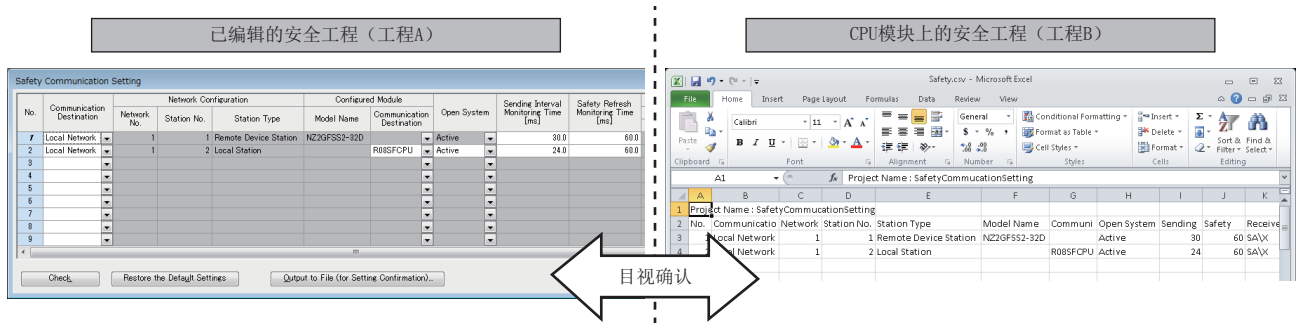 已编辑的安全工程（工程A）
Safety Communication Setting
No. Communication Destination Network Configuration Configured Module Open System Sending Interval Monitoring Time [ms] Safety Refresh Monitoring Time [ms]
Network No. Station No. Station Type Model Name Communication Destination
1 Local Network 1 1 Remote Device Station NZ2GFSS2-32D Active 30.0 60.0
2 Local Network 1 2 Local Station R08SFCPU Active 24.0 60.0
3
4
5
6
7
8
9
Check Restore the Default Settings Output to File (for Setting Confirmation)...
目视确认
CPU模块上的安全工程（工程B）
Safety.csv - Microsoft Excel
File Home Insert Page Layout Formulas Data Review View
Calibri 11 A A General Conditional Formatting Insert Σ
Paste B I U A $ % , Format as Table Delete Sort & Filter Find & Select
Cell Styles Format
Clipboard Font Alignment Number Styles Cells Editing
A1 fx Project Name : SafetyCommucationSetting
A B C D E F G H I J K
1 Project Name : SafetyCommucationSetting
2 No. Communicatio Network Station No. Station Type Model Name Communi Open System Sending Safety Receive
3 1 Local Network 1 1 Remote Device Station NZ2GFSS2-32D Active 30 60 SA\X
4 Network 1 2 Local Station R08SFCPU Active 24 60 SA\Y